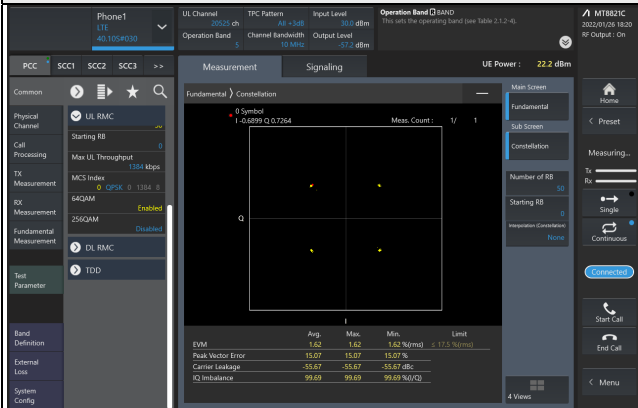 Phone1
LTE
40.105#030
UL Channel
20525 ch
TPC Pattern
All +3dB
Input Level
30.0 dBm
Operation Band
5
Channel Bandwidth
10 MHz
Output Level
-57.2 dBm
Operation Band BAND
This sets the operating band (see Table 2.1.2-4).
MT8821C
2022/01/26 18:20
RF Output : On
PCC SCC1 SCC2 SCC3 >>
Measurement
Signaling
UE Power : 22.2 dBm
Common
Physical
Channel
Call
Processing
TX
Measurement
RX
Measurement
Fundamental
Measurement
Test
Parameter
Band
Definition
External
Loss
System
Config
UL RMC
50
Starting RB
0
Max UL Throughput
1384 kbps
MCS Index
0 QPSK 0 1384 8
64QAM
Enabled
256QAM
Disabled
DL RMC
TDD
Fundamental > Constellation
0 Symbol
I -0.6899 Q 0.7264
Meas. Count : 1/ 1
Q
I
Avg. Max. Min. Limit
EVM 1.62 1.62 1.62 %(rms) ≤ 17.5 %(rms)
Peak Vector Error 15.07 15.07 15.07 %
Carrier Leakage -55.67 -55.67 -55.67 dBc
IQ Imbalance 99.69 99.69 99.69 %(I/Q)
Main Screen
Fundamental
Sub Screen
Constellation
Number of RB
50
Starting RB
0
Interpolation (Constellation)
None
4 Views
Home
< Preset
Measuring...
Tx
Rx
Single
Continuous
Connected
Start Call
End Call
< Menu